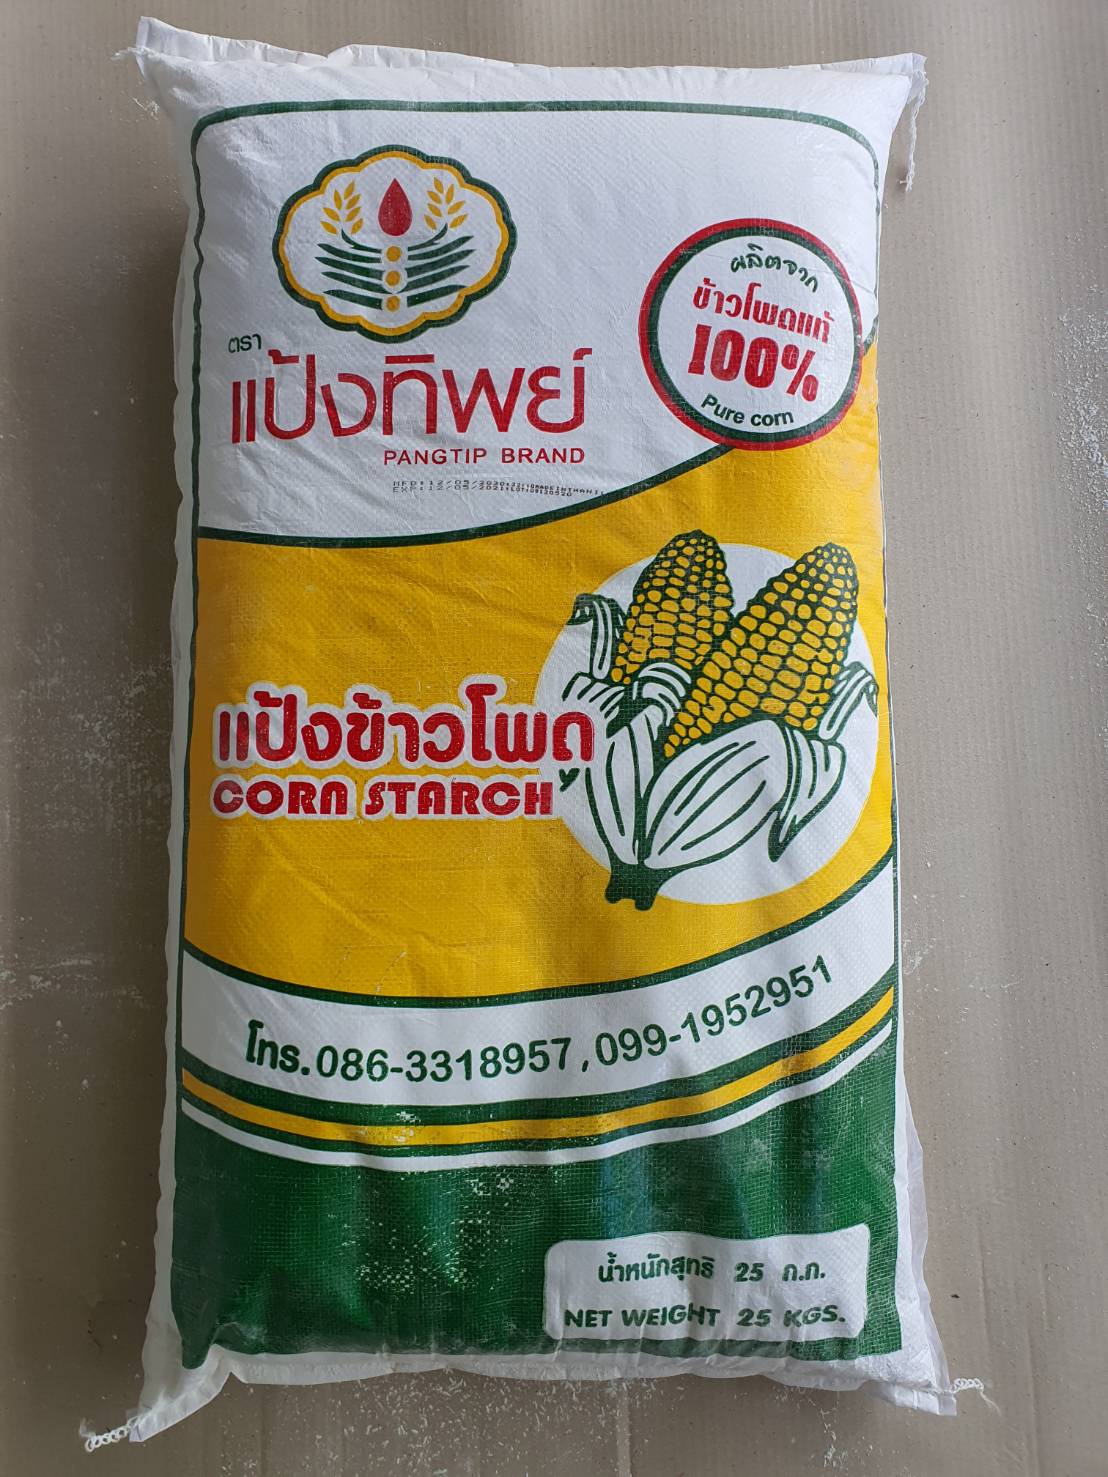 ตรา
แป้งทิพย์
PANGTIP BRAND
ผลิตจาก
ข้าวโพดแท้
100%
Pure corn
แป้งข้าวโพด
CORN STARCH
โทร.086-3318957,099-1952951
น้ำหนักสุทธิ 25 ก.ก.
NET WEIGHT 25 KGS.